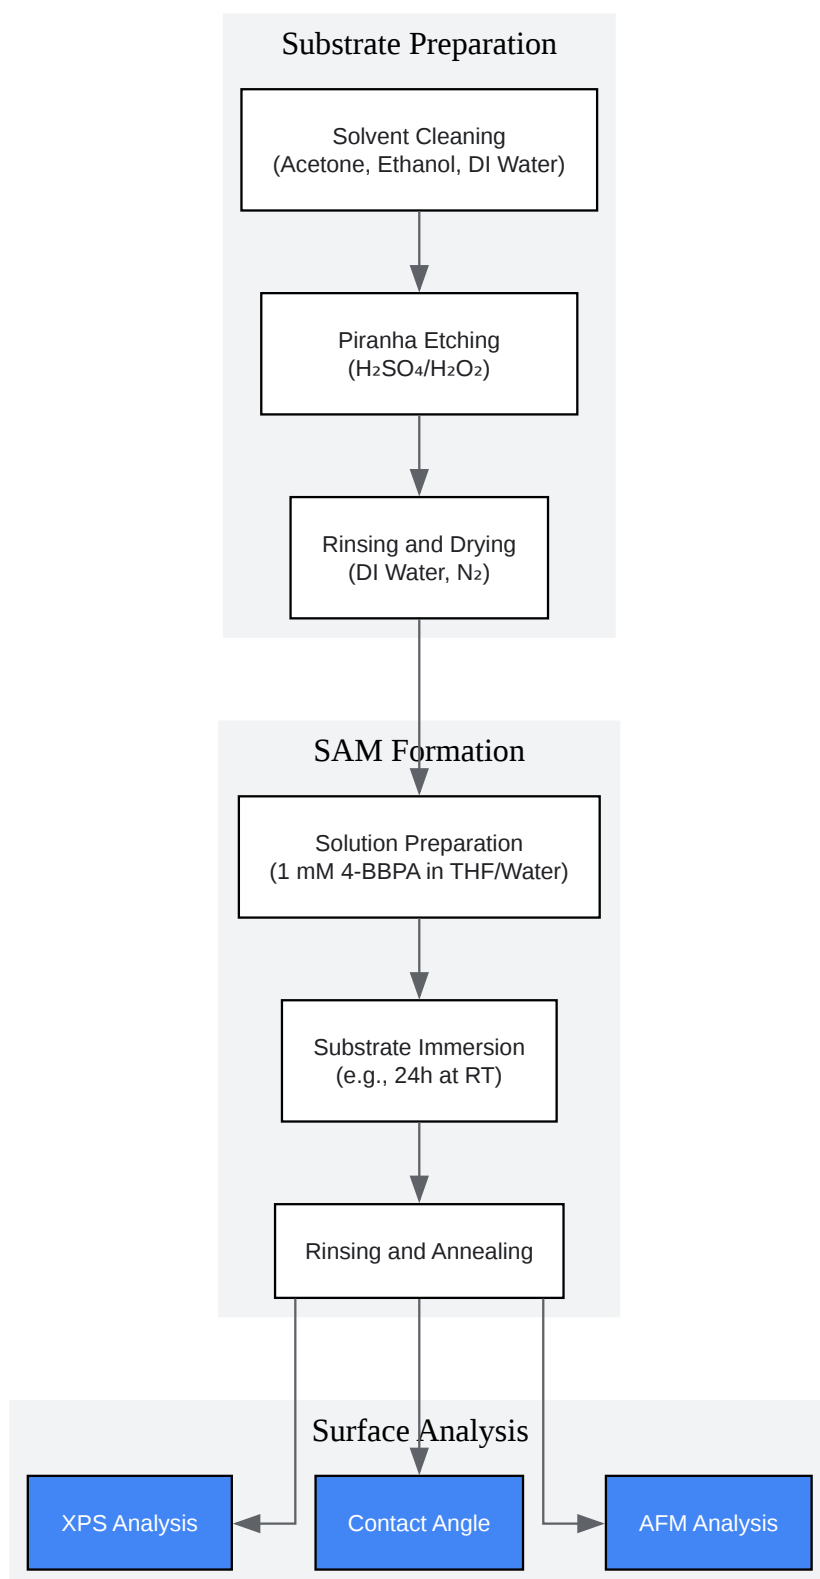 Substrate Preparation
Solvent Cleaning
(Acetone, Ethanol, DI Water)
Piranha Etching
(H₂SO₄/H₂O₂)
Rinsing and Drying
(DI Water, N₂)
SAM Formation
Solution Preparation
(1 mM 4-BBPA in THF/Water)
Substrate Immersion
(e.g., 24h at RT)
Rinsing and Annealing
Surface Analysis
XPS Analysis
Contact Angle
AFM Analysis